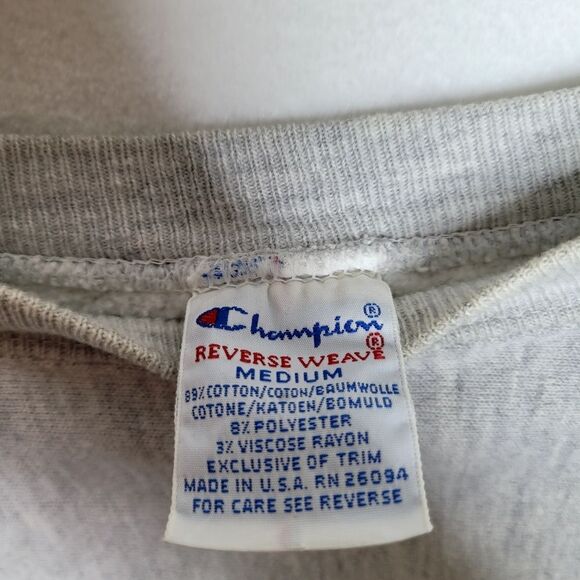 Champion®
REVERSE WEAVE®
MEDIUM
89% COTTON/COTON/BAUMWOLLE
COTONE/KATOEN/BOMULD
8% POLYESTER
3% VISCOSE RAYON
EXCLUSIVE OF TRIM
MADE IN U.S.A. RN 26094
FOR CARE SEE REVERSE